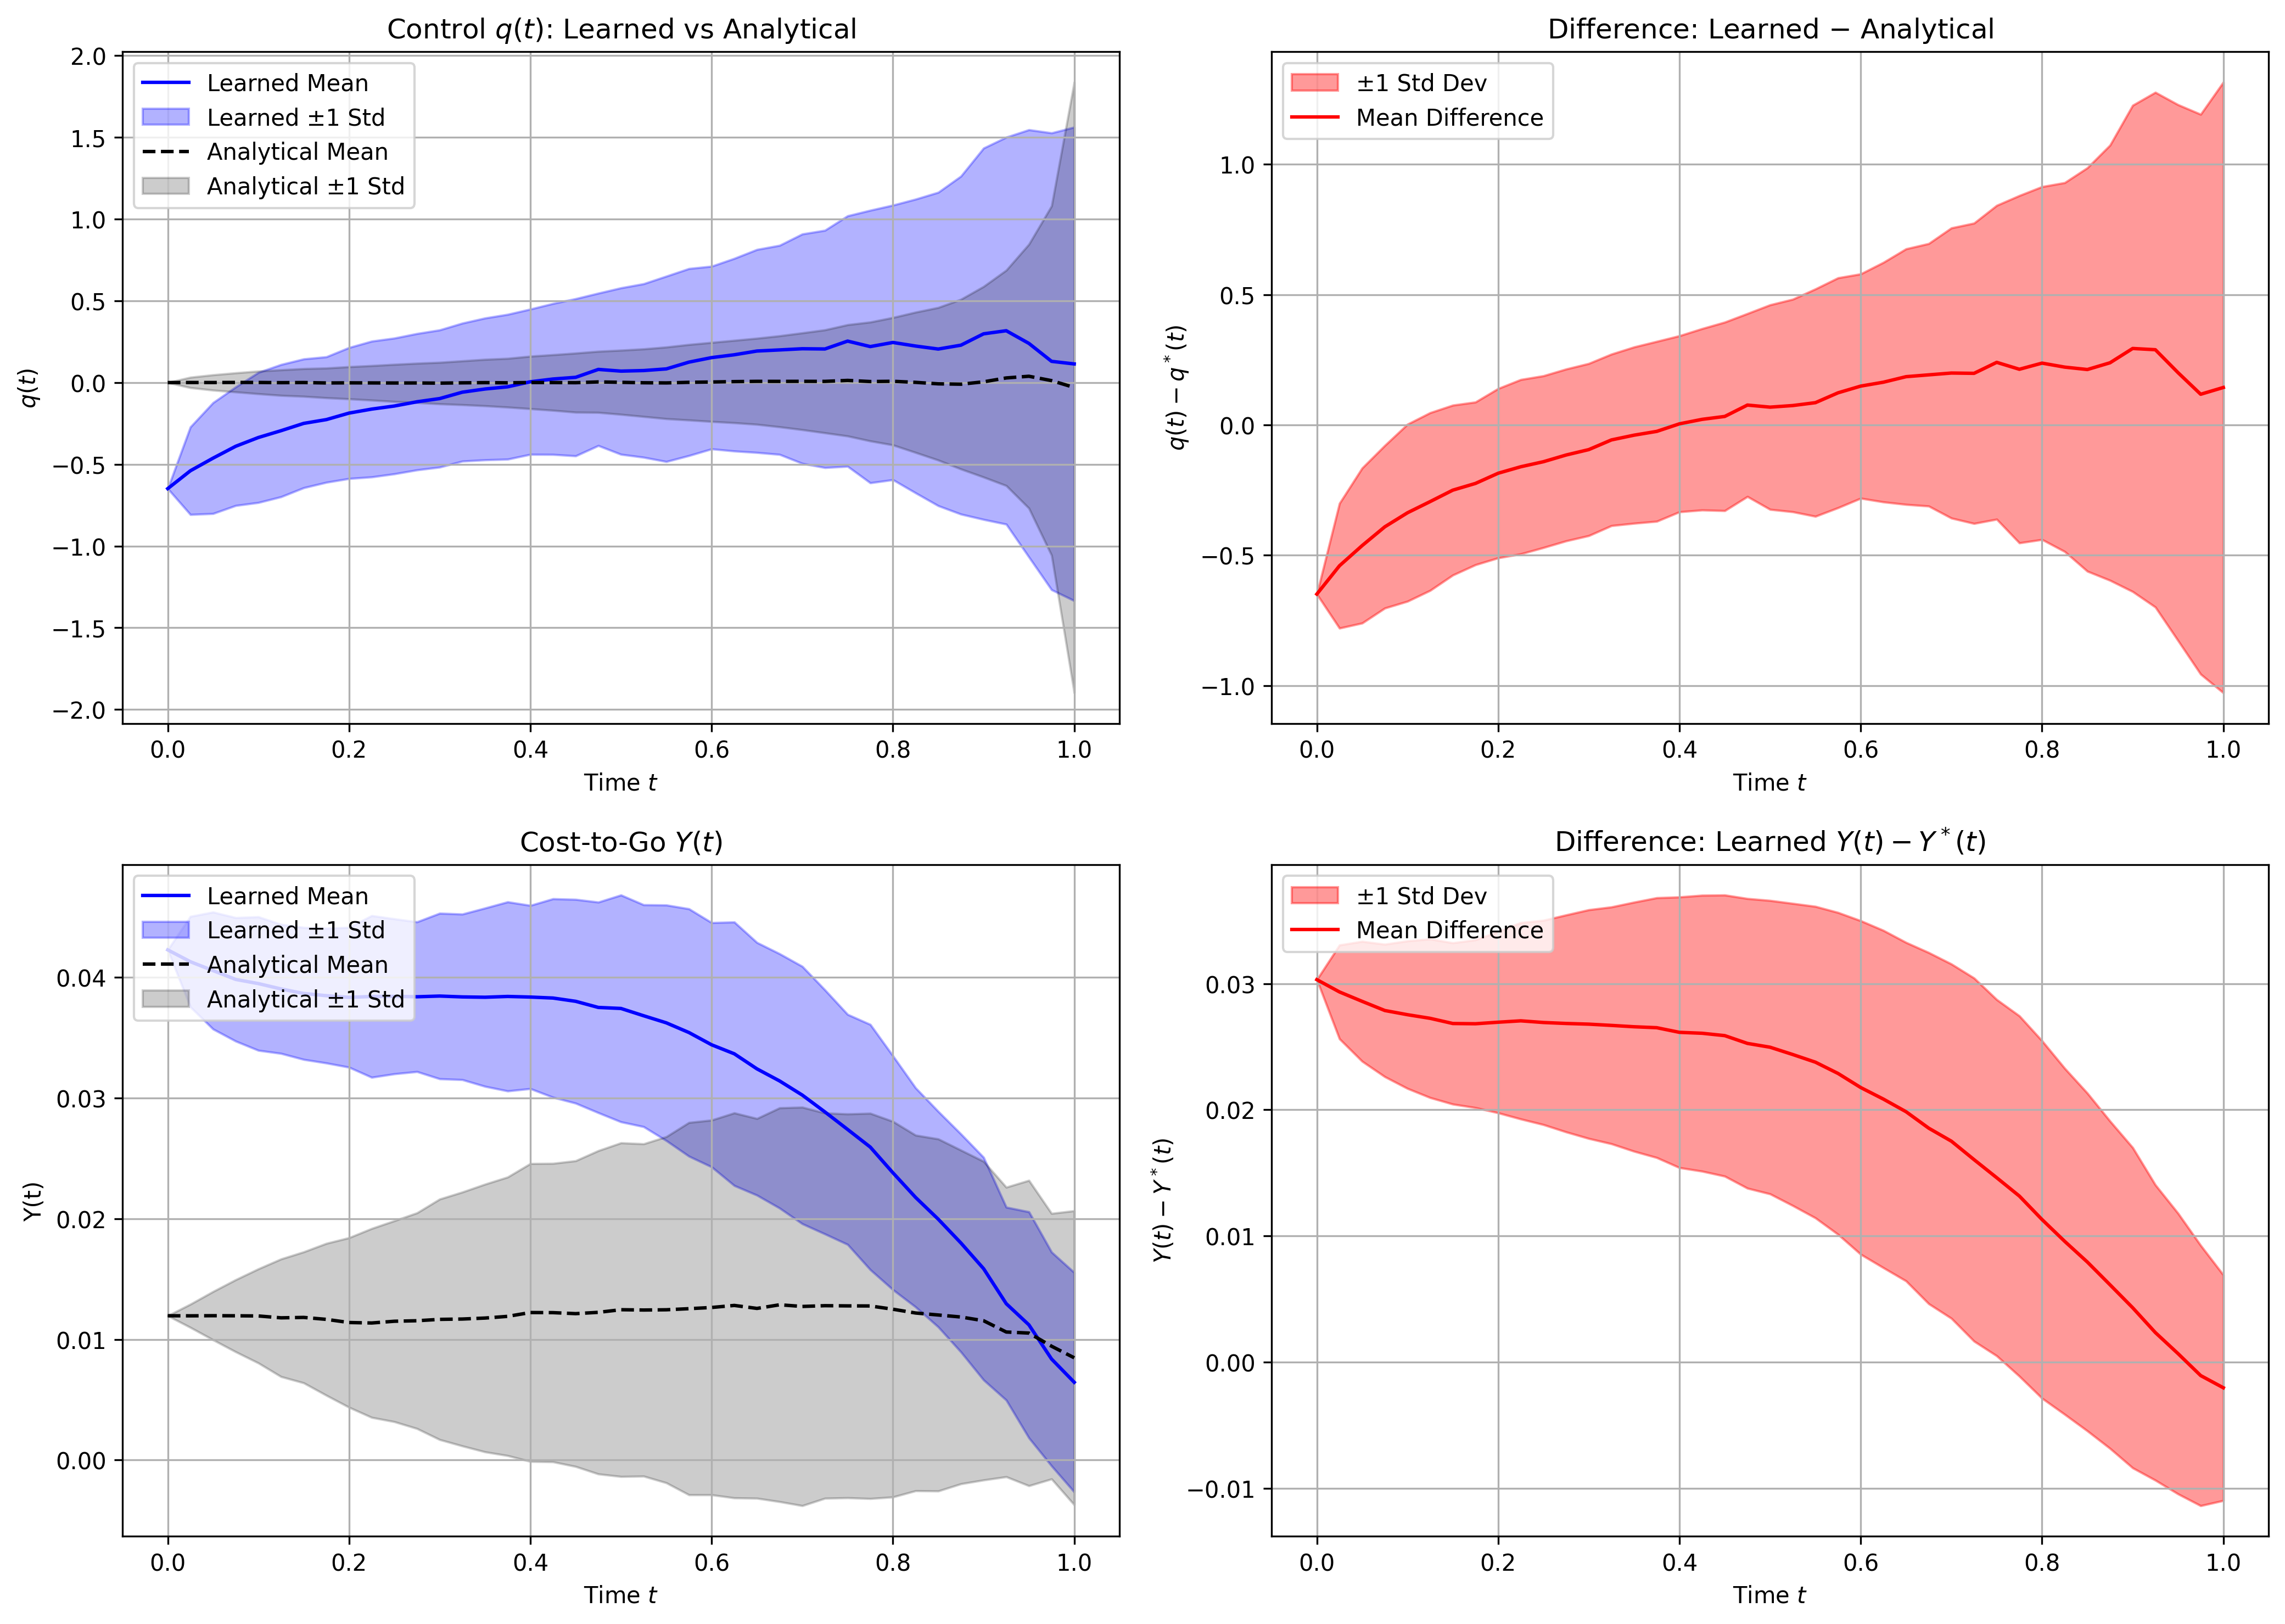 Control q(t): Learned vs Analytical
Learned Mean
Learned ±1 Std
Analytical Mean
Analytical ±1 Std
q(t)
2.0
1.5
1.0
0.5
0.0
−0.5
−1.0
−1.5
−2.0
0.0 0.2 0.4 0.6 0.8 1.0
Time t
Difference: Learned − Analytical
±1 Std Dev
Mean Difference
q(t) − q*(t)
1.0
0.5
0.0
−0.5
−1.0
0.0 0.2 0.4 0.6 0.8 1.0
Time t
Cost-to-Go Y(t)
Learned Mean
Learned ±1 Std
Analytical Mean
Analytical ±1 Std
Y(t)
0.04
0.03
0.02
0.01
0.00
0.0 0.2 0.4 0.6 0.8 1.0
Time t
Difference: Learned Y(t) − Y*(t)
±1 Std Dev
Mean Difference
Y(t) − Y*(t)
0.03
0.02
0.01
0.00
−0.01
0.0 0.2 0.4 0.6 0.8 1.0
Time t